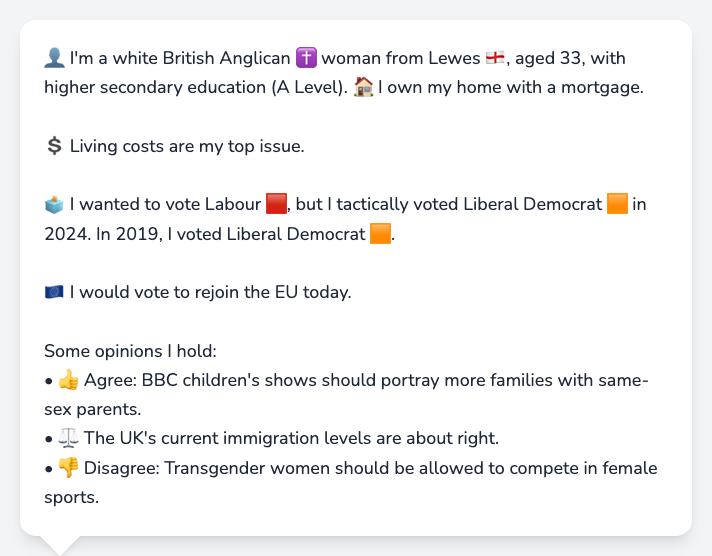 👤 I'm a white British Anglican ✝️ woman from Lewes 🏴󠁧󠁢󠁥󠁮󠁧󠁿, aged 33, with
higher secondary education (A Level). 🏠 I own my home with a mortgage.
💲 Living costs are my top issue.
🗳️ I wanted to vote Labour 🟥, but I tactically voted Liberal Democrat 🟧 in
2024. In 2019, I voted Liberal Democrat 🟧.
🇪🇺 I would vote to rejoin the EU today.
Some opinions I hold:
• 👍 Agree: BBC children's shows should portray more families with same-
sex parents.
• ⚖️ The UK's current immigration levels are about right.
• 👎 Disagree: Transgender women should be allowed to compete in female
sports.